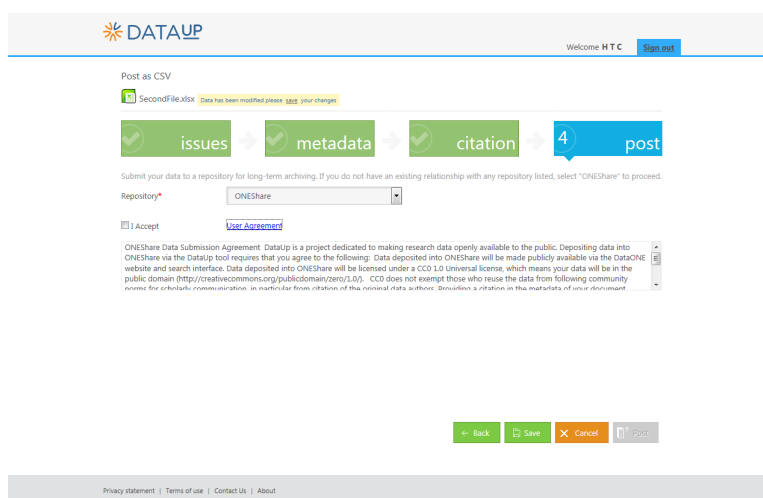 DATAUP
Welcome H T C Sign out
Post as CSV
SecondFile.xlsx Data has been modified please save your changes
issues metadata citation 4 post
Submit your data to a repository for long-term archiving. If you do not have an existing relationship with any repository listed, select "ONEShare" to proceed.
Repository* ONEShare
I Accept User Agreement
ONEShare Data Submission Agreement DataUp is a project dedicated to making research data openly available to the public. Depositing data into
ONEShare via the DataUp tool requires that you agree to the following: Data deposited into ONEShare will be made publicly available via the DataONE
website and search interface. Data deposited into ONEShare will be licensed under a CC0 1.0 Universal license, which means your data will be in the
public domain (http://creativecommons.org/publicdomain/zero/1.0/). CC0 does not exempt those who reuse the data from following community
norms for scholarly communication, in particular from citation of the original data authors. Providing a citation in the metadata of your document
← Back Save X Cancel Post
Privacy statement | Terms of use | Contact Us | About